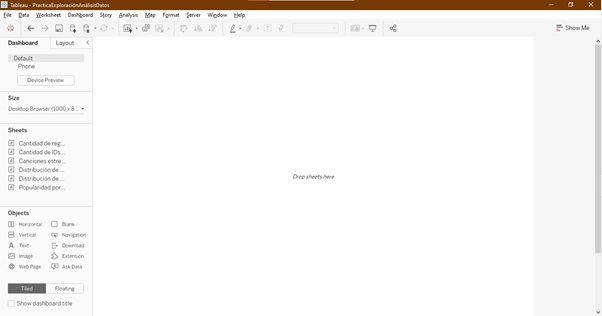 Tableau - PracticaExploraciónAnálisisDatos
File Data Worksheet Dashboard Story Analysis Map Format Server Window Help
Show Me
Dashboard Layout
Default
Phone
Device Preview
Size
Desktop Browser (1000 x 8...
Sheets
Cantidad de reg...
Cantidad de IDs...
Canciones estre...
Distribución de ...
Distribución de ...
Popularidad por...
Drop sheets here
Objects
Horizontal Blank
Vertical Navigation
Text Download
Image Extension
Web Page Ask Data
Tiled Floating
Show dashboard title